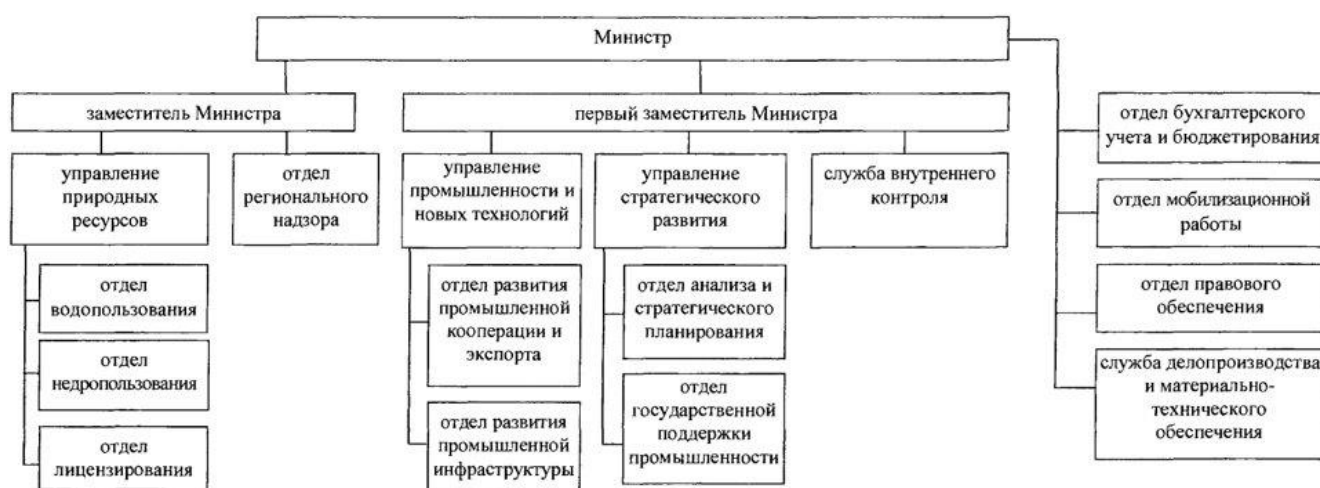 Министр
заместитель Министра
первый заместитель Министра
управление
природных
ресурсов
отдел
регионального
надзора
управление
промышленности и
новых технологий
управление
стратегического
развития
служба внутреннего
контроля
отдел
водопользования
отдел
недропользования
отдел
лицензирования
отдел развития
промышленной
кооперации и
экспорта
отдел развития
промышленной
инфраструктуры
отдел анализа и
стратегического
планирования
отдел
государственной
поддержки
промышленности
отдел бухгалтерского
учета и бюджетирования
отдел мобилизационной
работы
отдел правового
обеспечения
служба делопроизводства
и материально-
технического
обеспечения